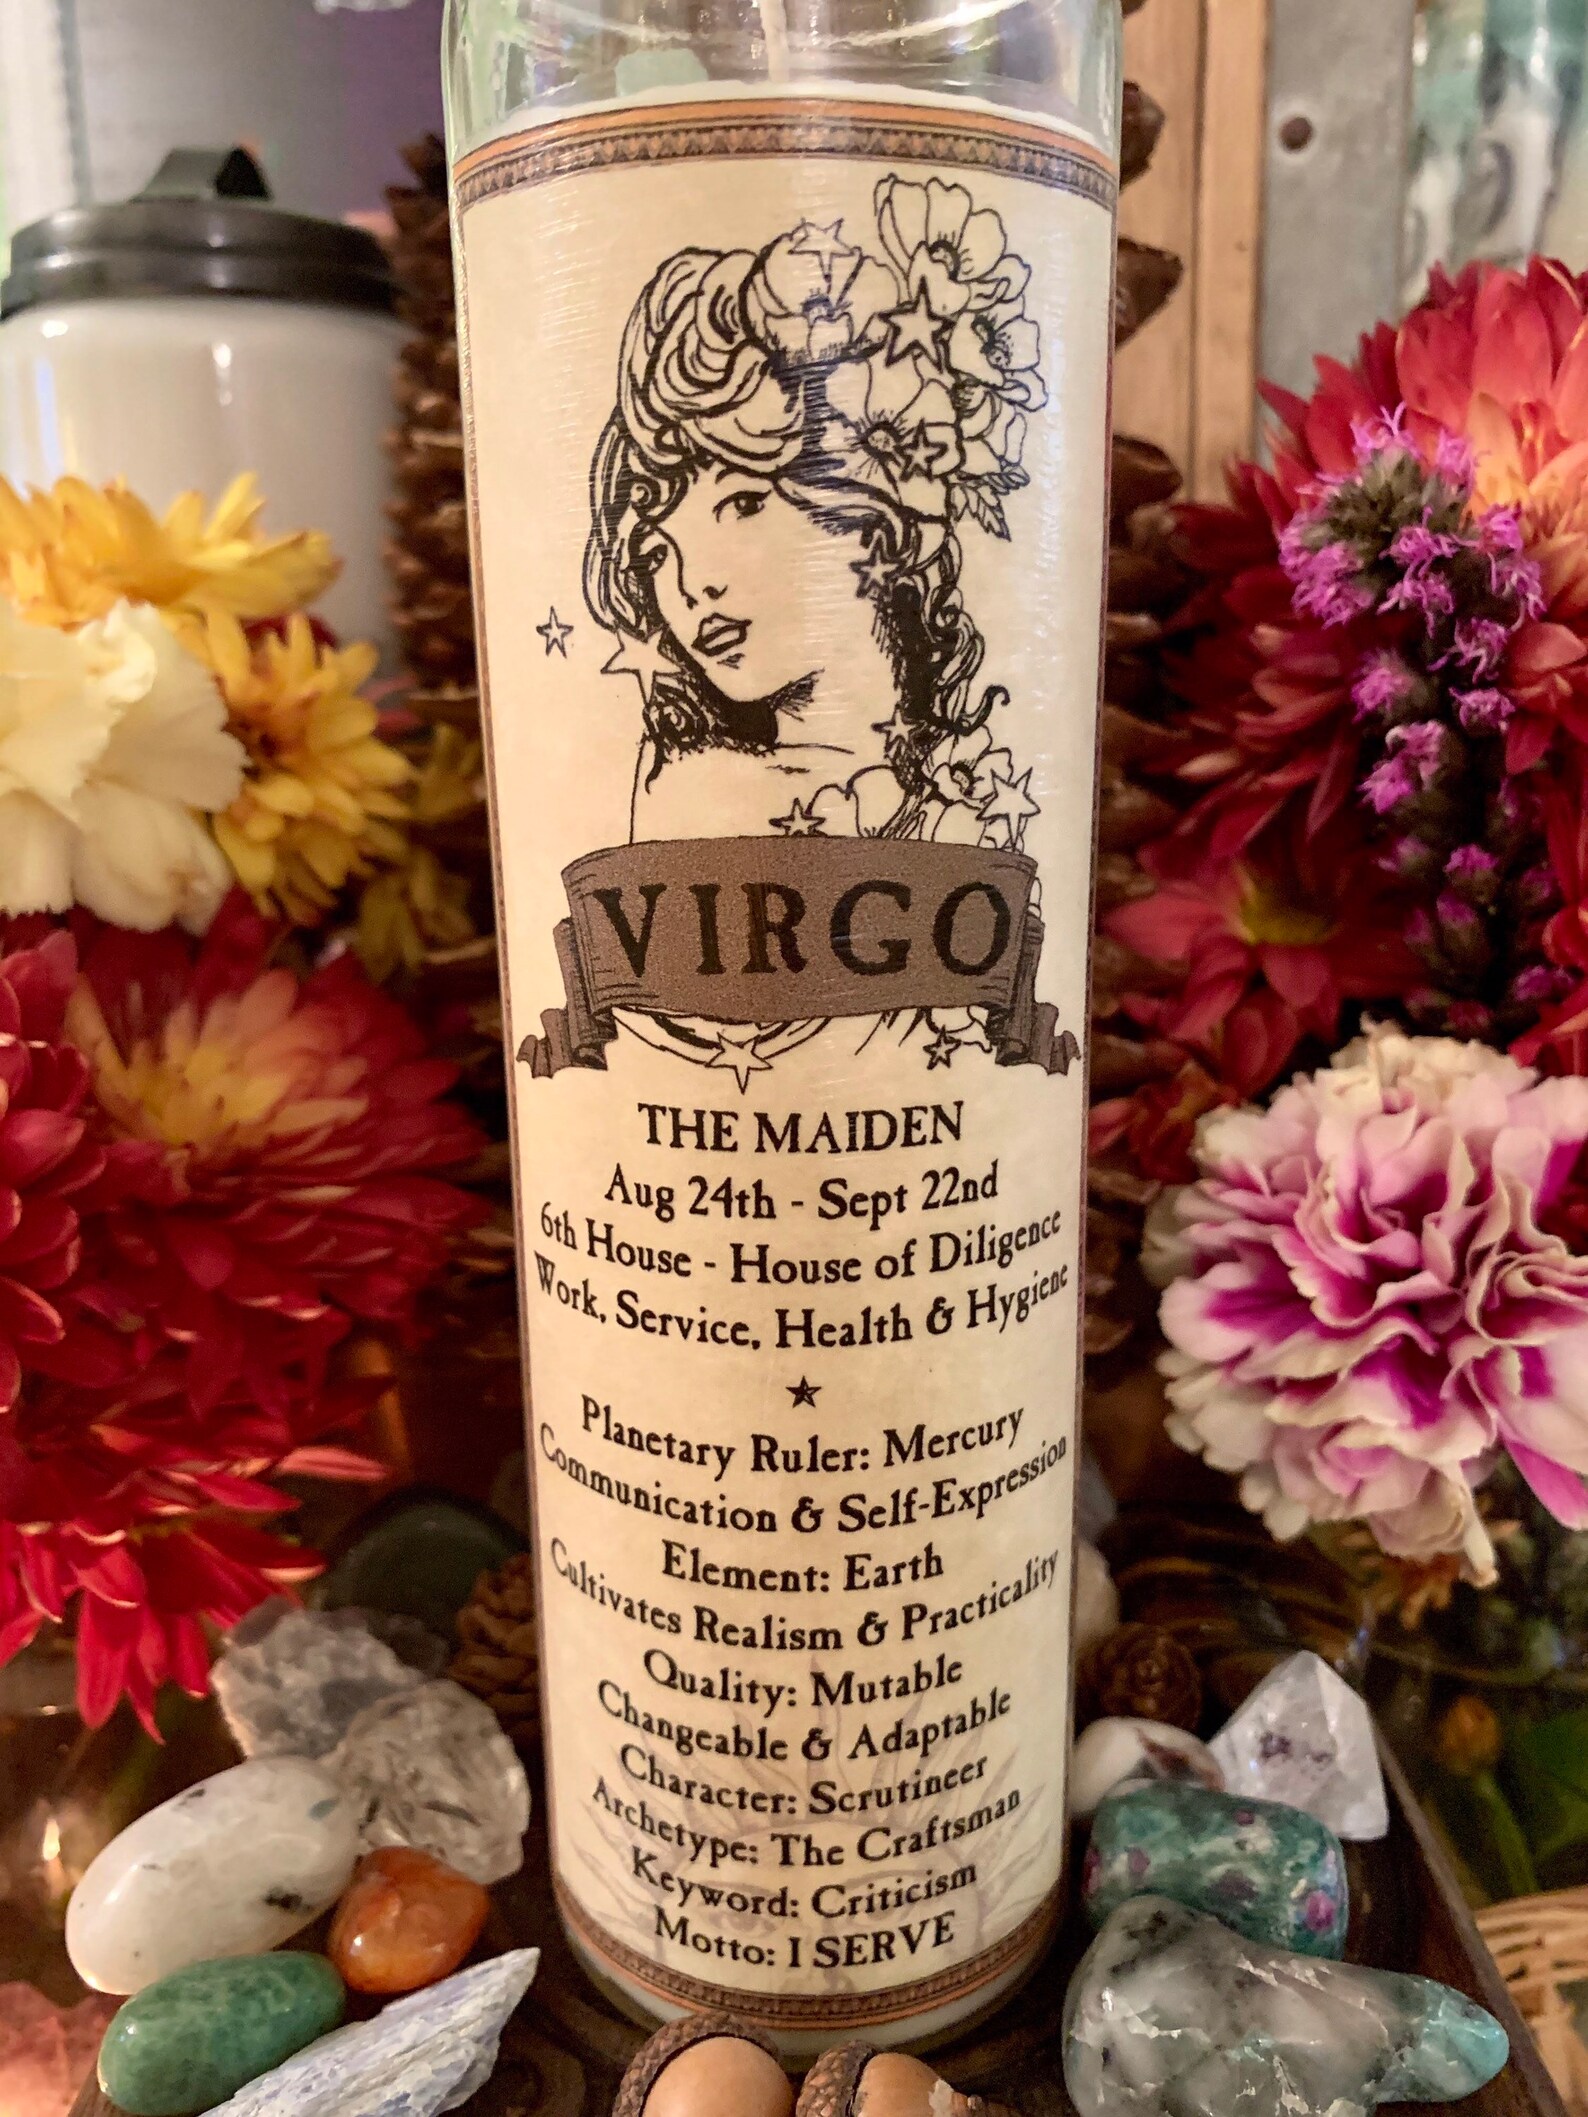 VIRGO
THE MAIDEN
Aug 24th - Sept 22nd
6th House - House of Diligence
Work, Service, Health & Hygiene
Planetary Ruler: Mercury
Communication & Self-Expression
Element: Earth
Cultivates Realism & Practicality
Quality: Mutable
Changeable & Adaptable
Character: Scrutineer
Archetype: The Craftsman
Keyword: Criticism
Motto: I SERVE